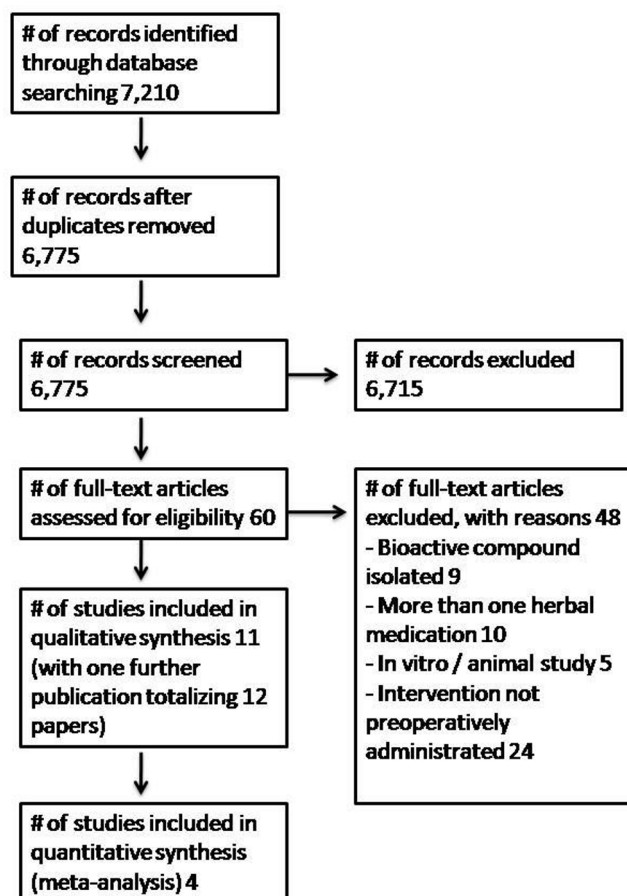 # of records identified
through database
searching 7,210
# of records after
duplicates removed
6,775
# of records screened
6,775
# of records excluded
6,715
# of full-text articles
assessed for eligibility 60
# of full-text articles
excluded, with reasons 48
- Bioactive compound
isolated 9
- More than one herbal
medication 10
- In vitro / animal study 5
- Intervention not
preoperatively
administrated 24
# of studies included in
qualitative synthesis 11
(with one further
publication totalizing 12
papers)
# of studies included in
quantitative synthesis
(meta-analysis) 4